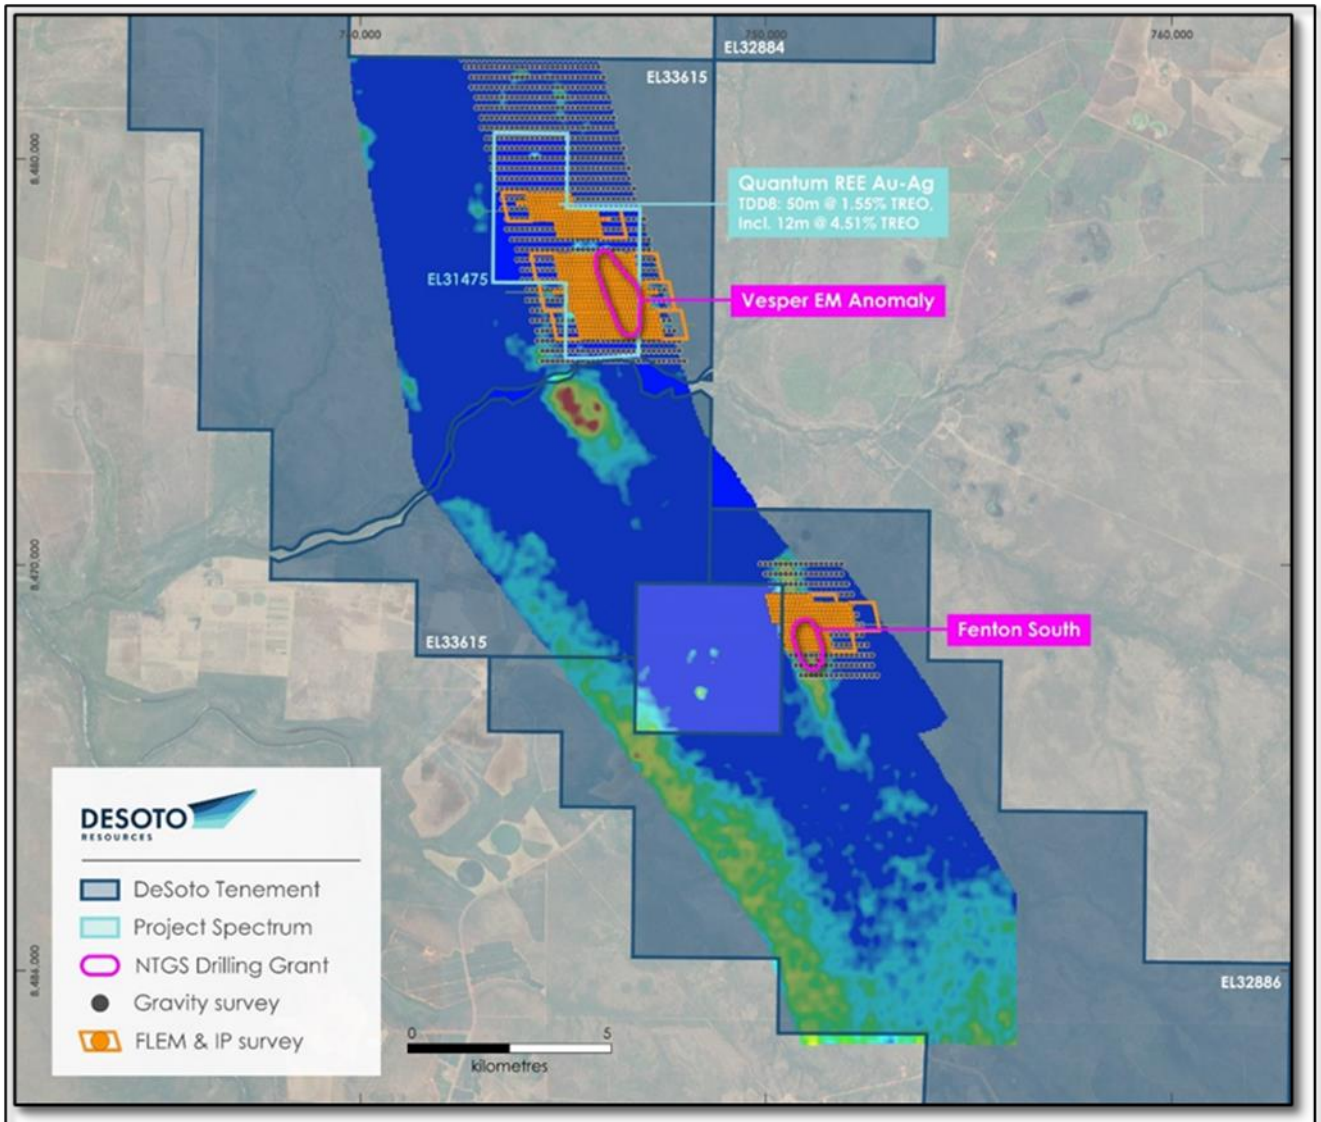 740,000
750,000
760,000
EL32884
EL33615
8,480,000
Quantum REE Au-Ag
TDD8: 50m @ 1.55% TREO,
Incl. 12m @ 4.51% TREO
EL31475
Vesper EM Anomaly
8,470,000
Fenton South
EL33615
DESOTO
RESOURCES
DeSoto Tenement
Project Spectrum
NTGS Drilling Grant
Gravity survey
FLEM & IP survey
0 5
kilometres
EL32886